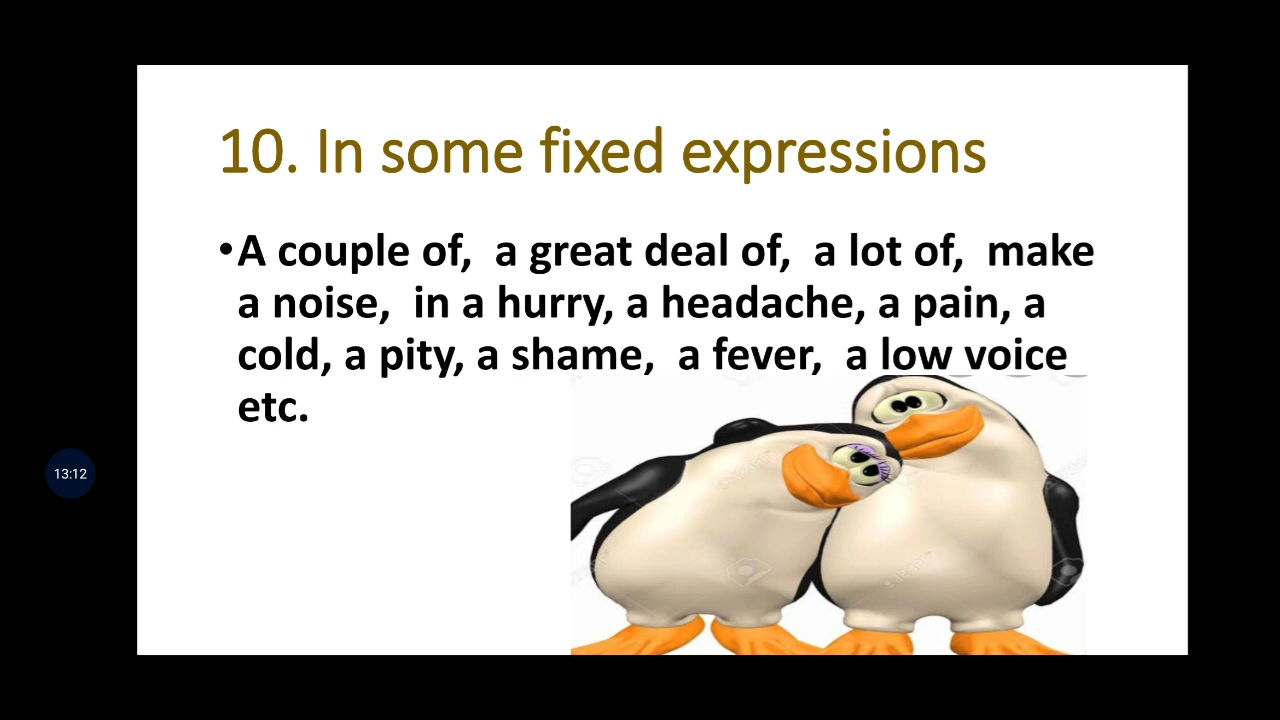 10. In some fixed expressions
•A couple of, a great deal of, a lot of, make
a noise, in a hurry, a headache, a pain, a
cold, a pity, a shame, a fever, a low voice
etc.
13:12